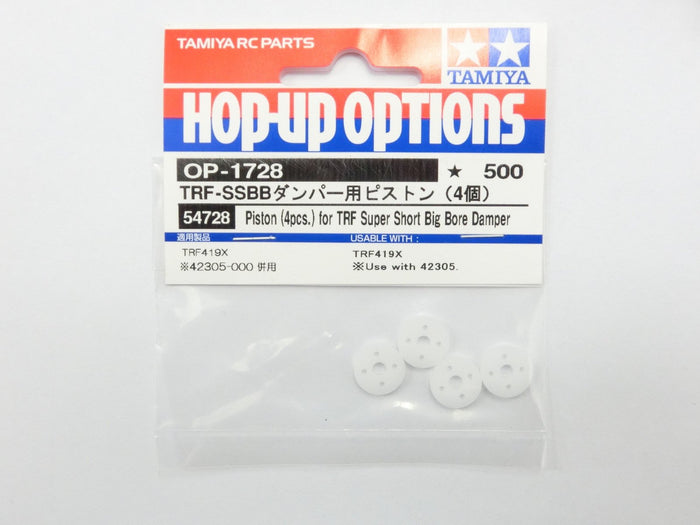 TAMIYA RC PARTS
TAMIYA
HOP-UP OPTIONS
OP-1728 ★ 500
TRF-SSBBダンパー用ピストン（4個）
54728 Piston (4pcs.) for TRF Super Short Big Bore Damper
適用製品 USABLE WITH :
TRF419X TRF419X
※42305-000 併用 ※Use with 42305.